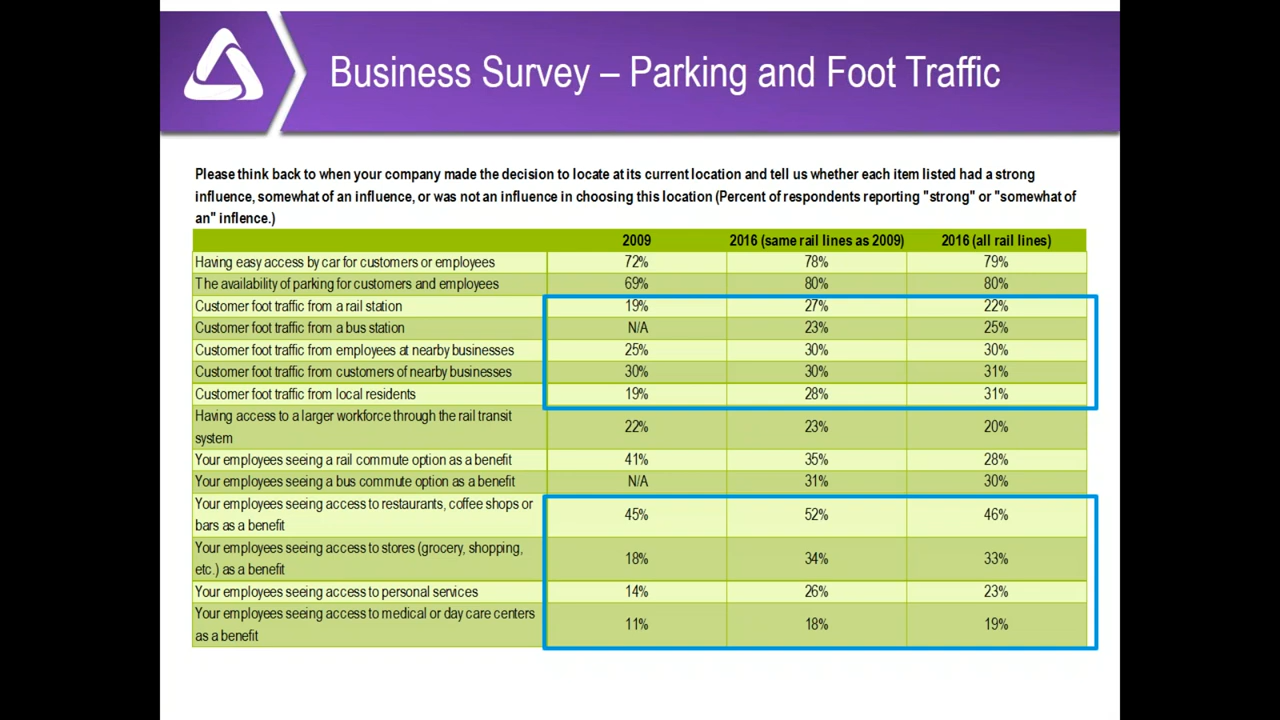 Business Survey – Parking and Foot Traffic
Please think back to when your company made the decision to locate at its current location and tell us whether each item listed had a strong
influence, somewhat of an influence, or was not an influence in choosing this location (Percent of respondents reporting "strong" or "somewhat of
an" inflence.)
2009 2016 (same rail lines as 2009) 2016 (all rail lines)
Having easy access by car for customers or employees 72% 78% 79%
The availability of parking for customers and employees 69% 80% 80%
Customer foot traffic from a rail station 19% 27% 22%
Customer foot traffic from a bus station N/A 23% 25%
Customer foot traffic from employees at nearby businesses 25% 30% 30%
Customer foot traffic from customers of nearby businesses 30% 30% 31%
Customer foot traffic from local residents 19% 28% 31%
Having access to a larger workforce through the rail transit
system 22% 23% 20%
Your employees seeing a rail commute option as a benefit 41% 35% 28%
Your employees seeing a bus commute option as a benefit N/A 31% 30%
Your employees seeing access to restaurants, coffee shops or
bars as a benefit 45% 52% 46%
Your employees seeing access to stores (grocery, shopping,
etc.) as a benefit 18% 34% 33%
Your employees seeing access to personal services 14% 26% 23%
Your employees seeing access to medical or day care centers
as a benefit 11% 18% 19%